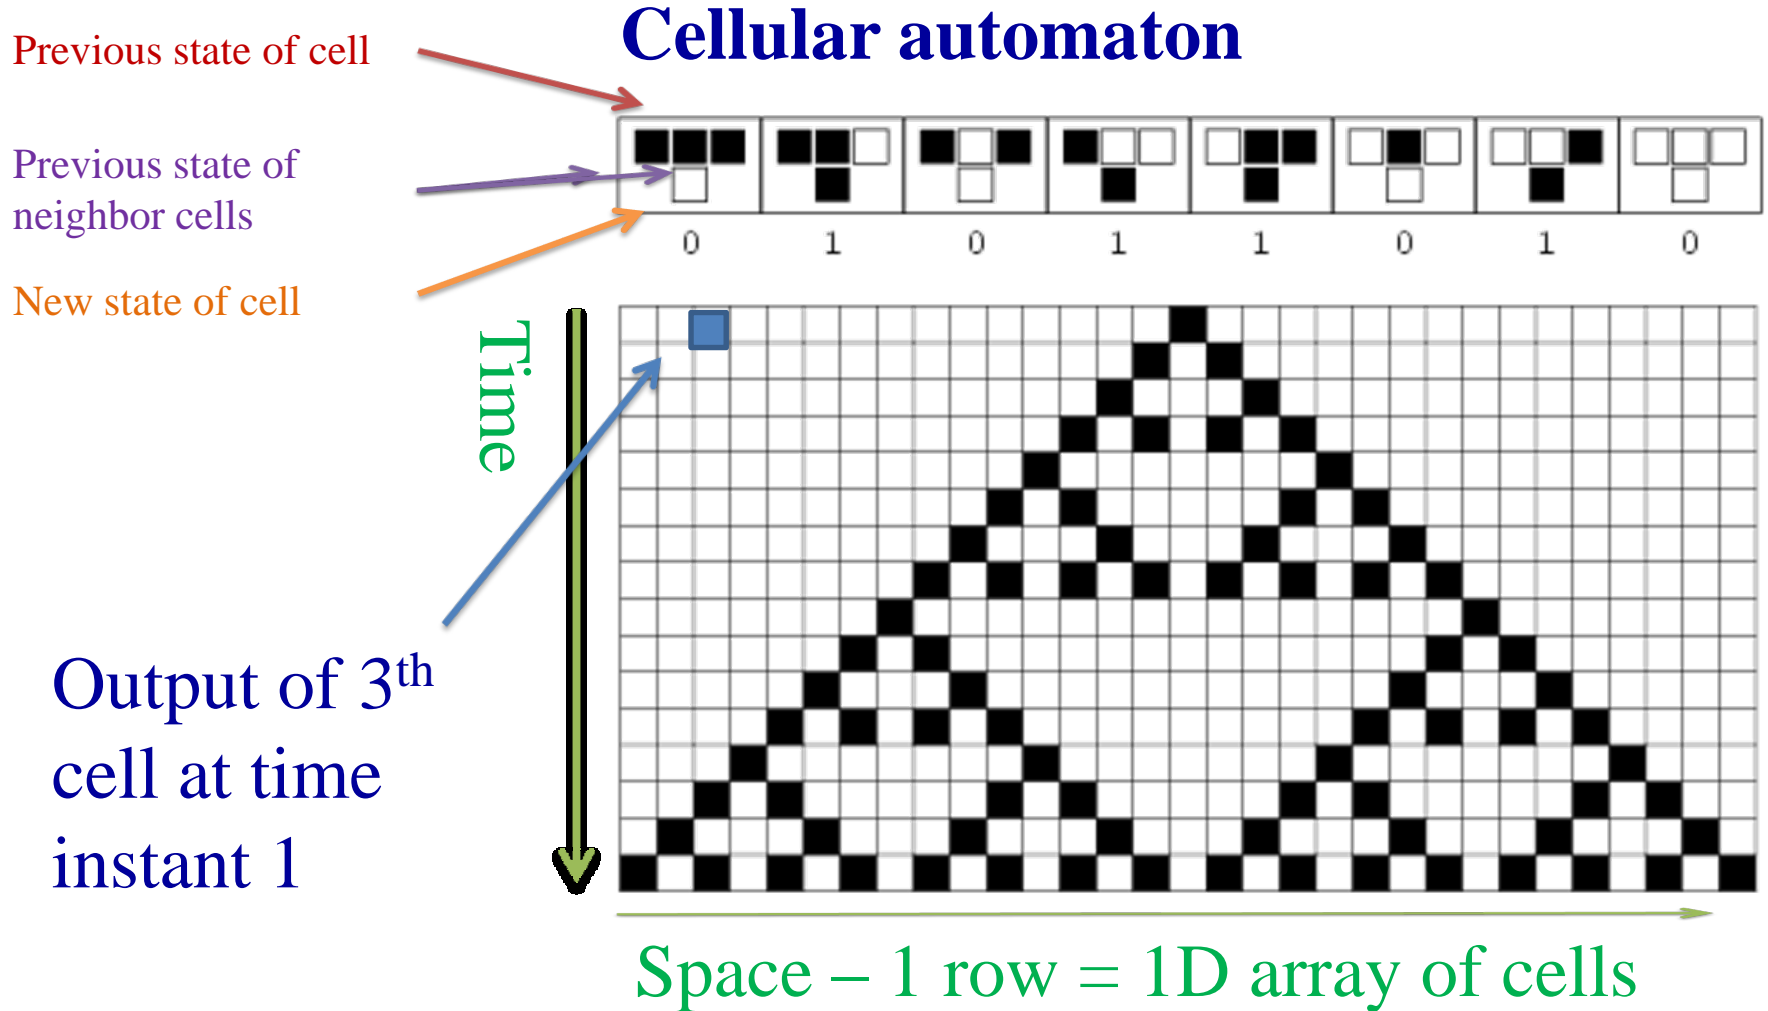 Cellular automaton
Previous state of cell
Previous state of
neighbor cells
New state of cell
0 1 0 1 1 0 1 0
Time
Output of 3th
cell at time
instant 1
Space – 1 row = 1D array of cells